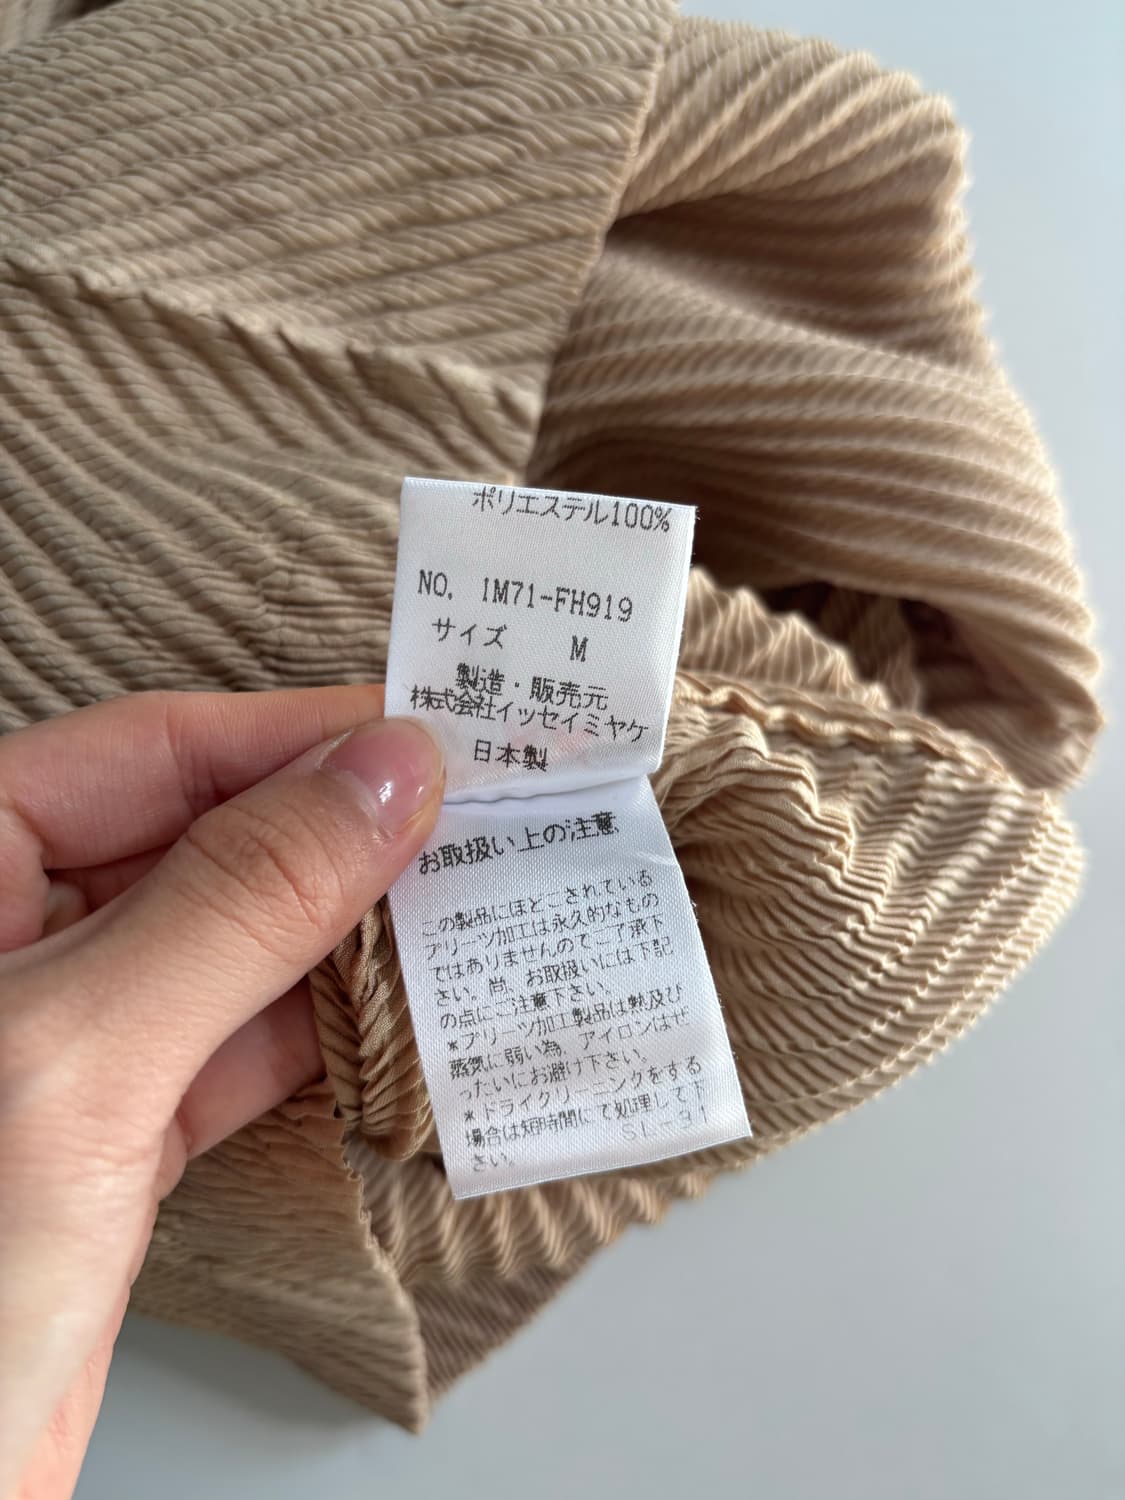 ポリエステル100%
NO. IM71-FH919
サイズ M
製造・販売元
株式会社イッセイミヤケ
日本製
お取扱い上の注意
この製品にほどこされている
プリーツ加工は永久的なもの
ではありませんのでご了承下
さい。尚、お取扱いには下記
の点にご注意下さい。
*プリーツ加工製品は熱及び
蒸気に弱い為、アイロンはぜ
ったいにお避け下さい。
*ドライクリーニングをする
場合は短時間にて処理して下
さい。
SL-31